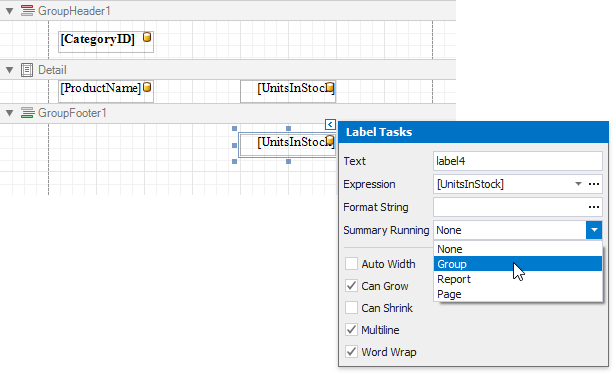 GroupHeader1
[CategoryID]
Detail
[ProductName] [UnitsInStock]
GroupFooter1
[UnitsInStock]
Label Tasks
Text label4
Expression [UnitsInStock]
Format String
Summary Running None
None
Group
Report
Page
Auto Width
Can Grow
Can Shrink
Multiline
Word Wrap